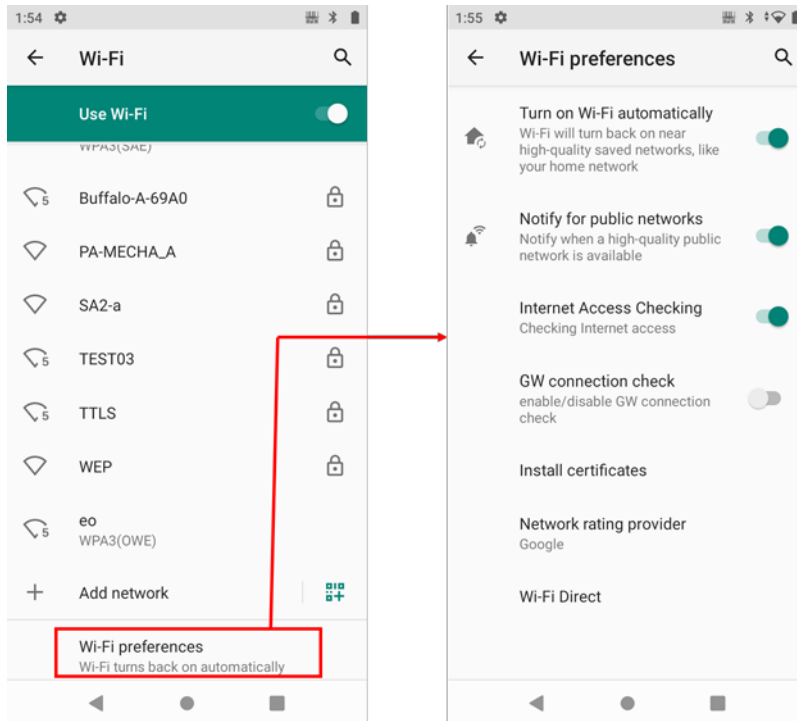 1:54
Wi-Fi
Use Wi-Fi
WPA3(SAE)
5
Buffalo-A-69A0
PA-MECHA_A
SA2-a
5
TEST03
5
TTLS
WEP
5
eo
WPA3(OWE)
Add network
Wi-Fi preferences
Wi-Fi turns back on automatically
1:55
Wi-Fi preferences
Turn on Wi-Fi automatically
Wi-Fi will turn back on near
high-quality saved networks, like
your home network
Notify for public networks
Notify when a high-quality public
network is available
Internet Access Checking
Checking Internet access
GW connection check
enable/disable GW connection
check
Install certificates
Network rating provider
Google
Wi-Fi Direct